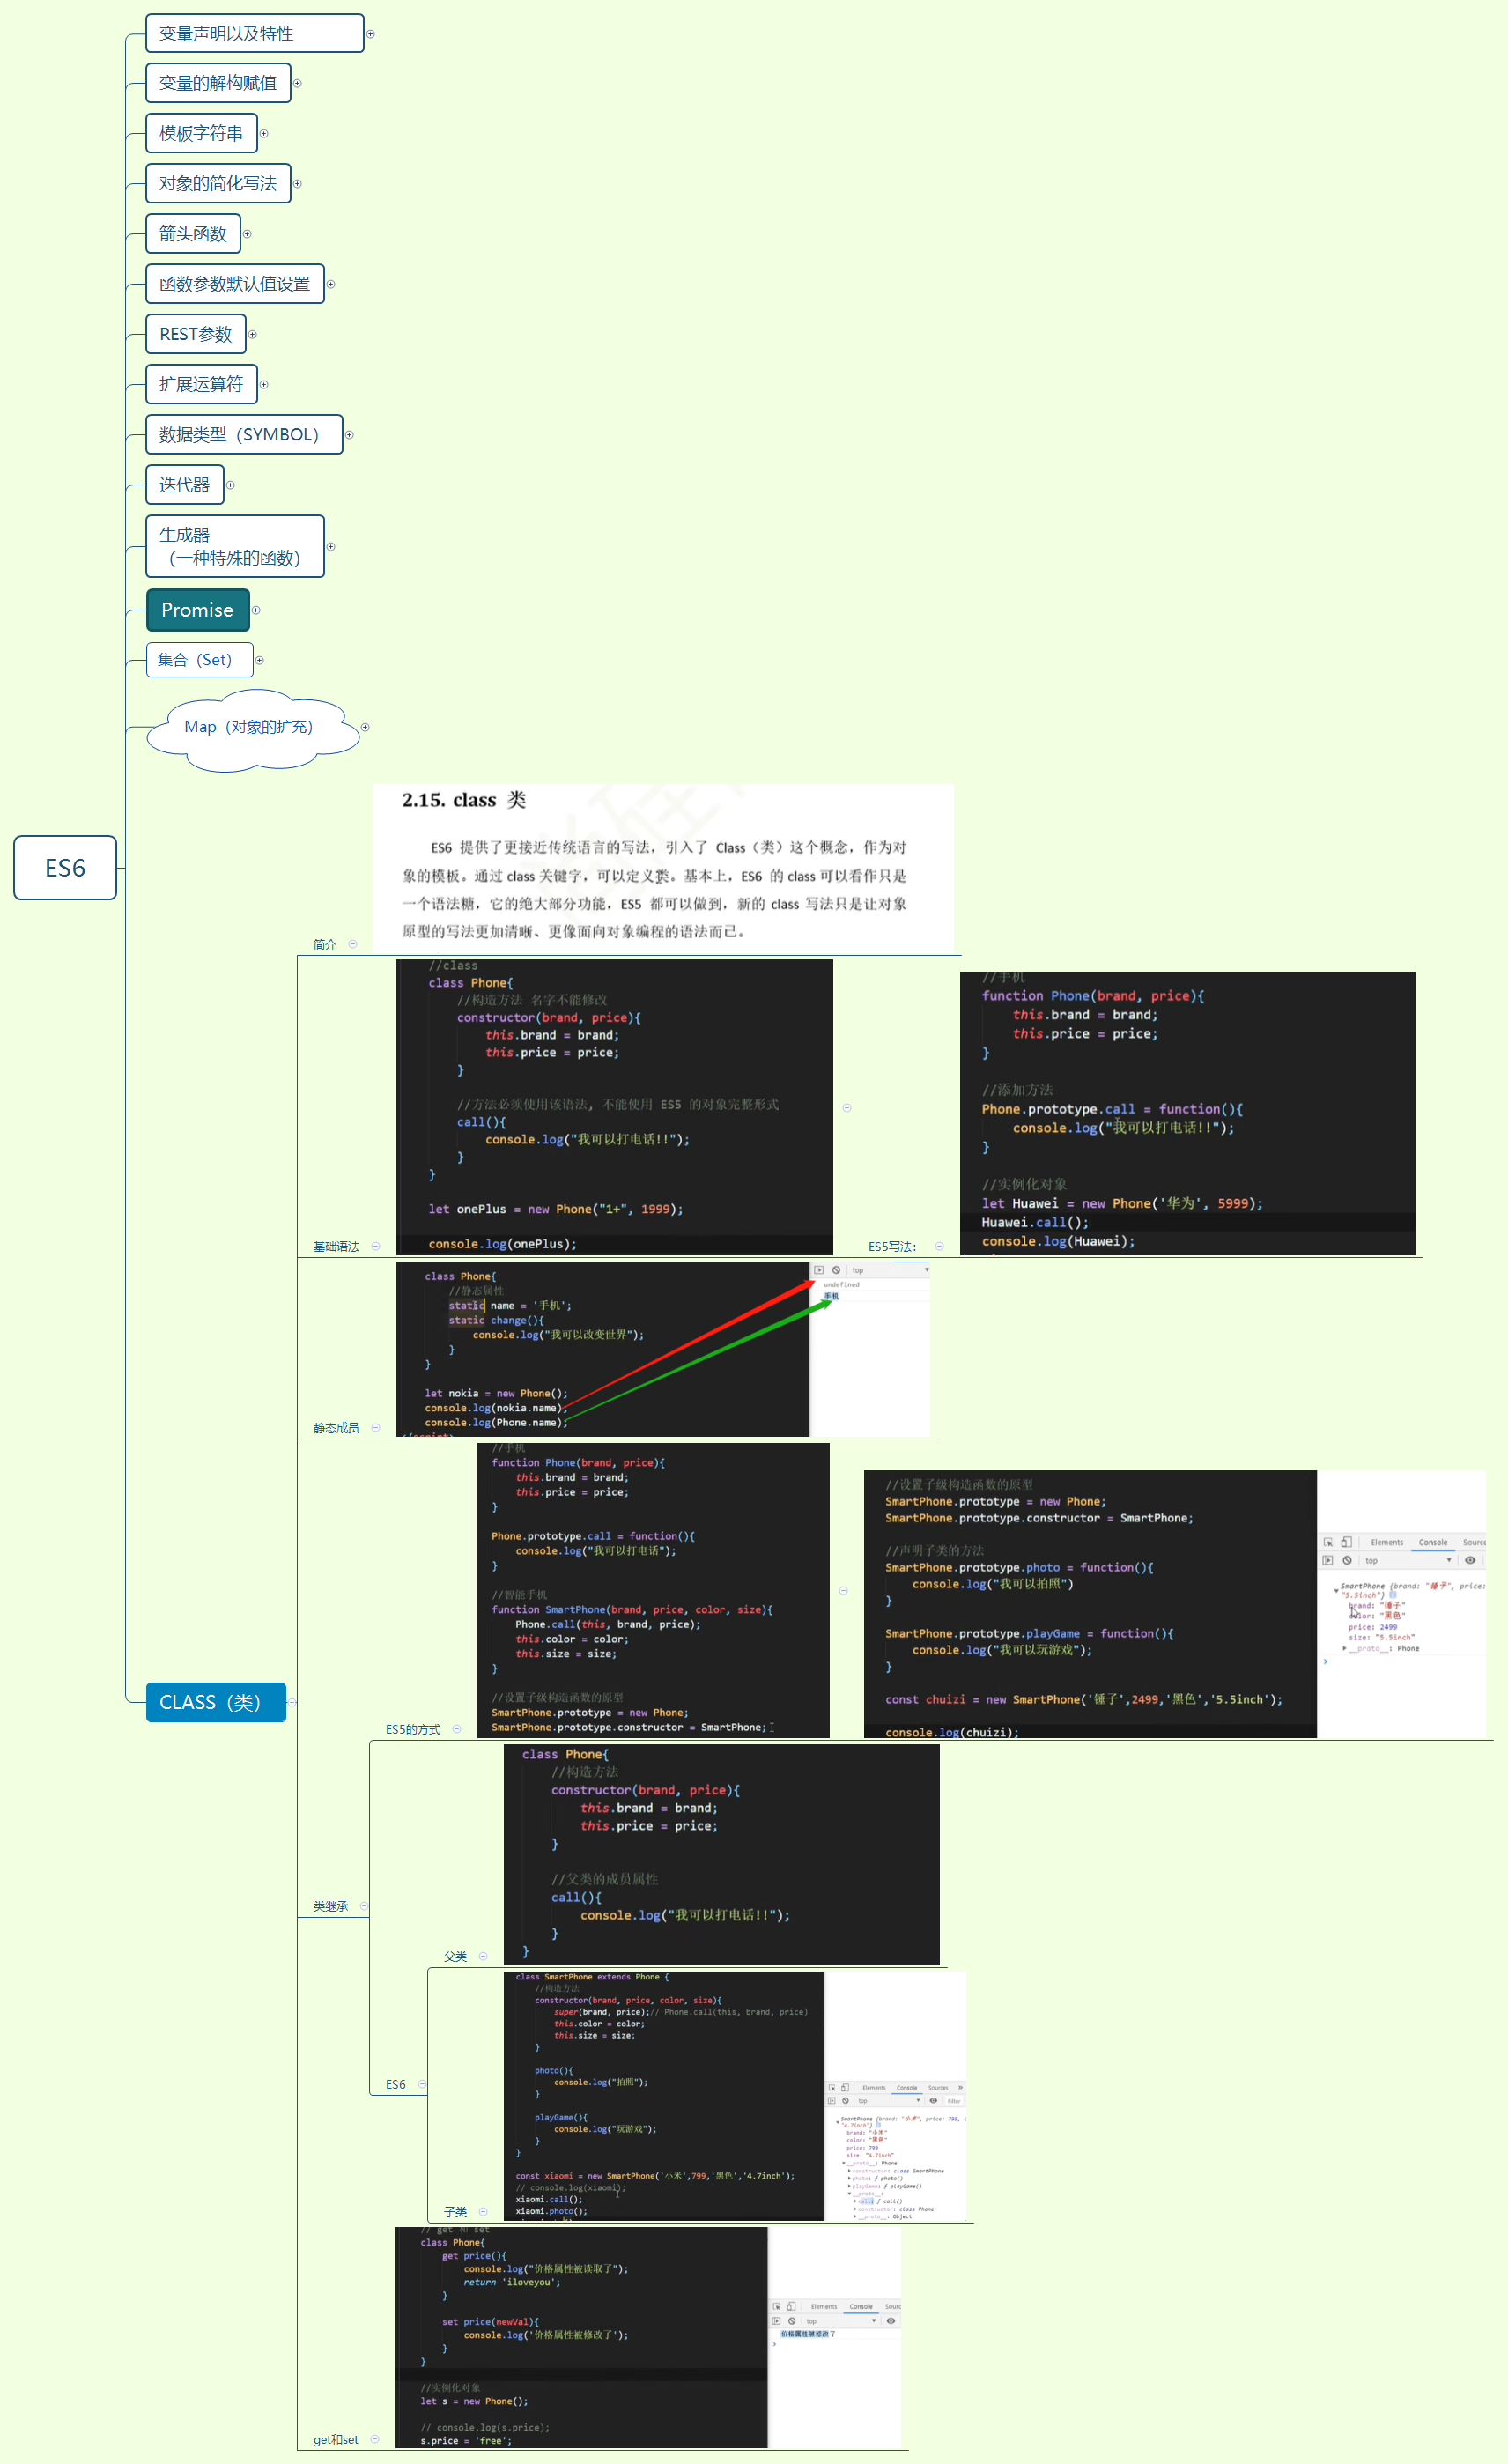 变量声明以及特性
变量的解构赋值
模板字符串
对象的简化写法
箭头函数
函数参数默认值设置
REST参数
扩展运算符
数据类型（SYMBOL）
迭代器
生成器
（一种特殊的函数）
Promise
集合（Set）
Map（对象的扩充）
ES6
CLASS（类）
简介
2.15. class 类
ES6 提供了更接近传统语言的写法，引入了 Class（类）这个概念，作为对
象的模板。通过 class 关键字，可以定义类。基本上，ES6 的 class 可以看作只是
一个语法糖，它的绝大部分功能，ES5 都可以做到，新的 class 写法只是让对象
原型的写法更加清晰、更像面向对象编程的语法而已。
基础语法
//class
class Phone{
//构造方法 名字不能修改
constructor(brand, price){
this.brand = brand;
this.price = price;
}
//方法必须使用该语法, 不能使用 ES5 的对象完整形式
call(){
console.log("我可以打电话!!");
}
}
let onePlus = new Phone("1+", 1999);
console.log(onePlus);
ES5写法：
//手机
function Phone(brand, price){
this.brand = brand;
this.price = price;
}
//添加方法
Phone.prototype.call = function(){
console.log("我可以打电话!!");
}
//实例化对象
let Huawei = new Phone('华为', 5999);
Huawei.call();
console.log(Huawei);
静态成员
class Phone{
//静态属性
static name = '手机';
static change(){
console.log("我可以改变世界");
}
}
let nokia = new Phone();
console.log(nokia.name);
console.log(Phone.name);
top
undefined
手机
类继承
ES5的方式
//手机
function Phone(brand, price){
this.brand = brand;
this.price = price;
}
Phone.prototype.call = function(){
console.log("我可以打电话");
}
//智能手机
function SmartPhone(brand, price, color, size){
Phone.call(this, brand, price);
this.color = color;
this.size = size;
}
//设置子级构造函数的原型
SmartPhone.prototype = new Phone;
SmartPhone.prototype.constructor = SmartPhone;
//设置子级构造函数的原型
SmartPhone.prototype = new Phone;
SmartPhone.prototype.constructor = SmartPhone;
//声明子类的方法
SmartPhone.prototype.photo = function(){
console.log("我可以拍照")
}
SmartPhone.prototype.playGame = function(){
console.log("我可以玩游戏");
}
const chuizi = new SmartPhone('锤子',2499,'黑色','5.5inch');
console.log(chuizi);
Elements Console Source
top
SmartPhone {brand: "锤子", price:
"5.5inch"}
brand: "锤子"
color: "黑色"
price: 2499
size: "5.5inch"
__proto__: Phone
ES6
父类
class Phone{
//构造方法
constructor(brand, price){
this.brand = brand;
this.price = price;
}
//父类的成员属性
call(){
console.log("我可以打电话!!");
}
}
子类
class SmartPhone extends Phone {
//构造方法
constructor(brand, price, color, size){
super(brand, price);// Phone.call(this, brand, price)
this.color = color;
this.size = size;
}
photo(){
console.log("拍照");
}
playGame(){
console.log("玩游戏");
}
}
const xiaomi = new SmartPhone('小米',799,'黑色','4.7inch');
// console.log(xiaomi);
xiaomi.call();
xiaomi.photo();
Elements Console Sources »
top Filter
SmartPhone {brand: "小米", price: 799, c
"4.7inch"}
brand: "小米"
color: "黑色"
price: 799
size: "4.7inch"
__proto__: Phone
constructor: class SmartPhone
photo: ƒ photo()
playGame: ƒ playGame()
__proto__:
call: ƒ call()
constructor: class Phone
__proto__: Object
get和set
// get 和 set
class Phone{
get price(){
console.log("价格属性被读取了");
return 'iloveyou';
}
set price(newVal){
console.log('价格属性被修改了');
}
}
//实例化对象
let s = new Phone();
// console.log(s.price);
s.price = 'free';
Elements Console Sourc
top
价格属性被修改了